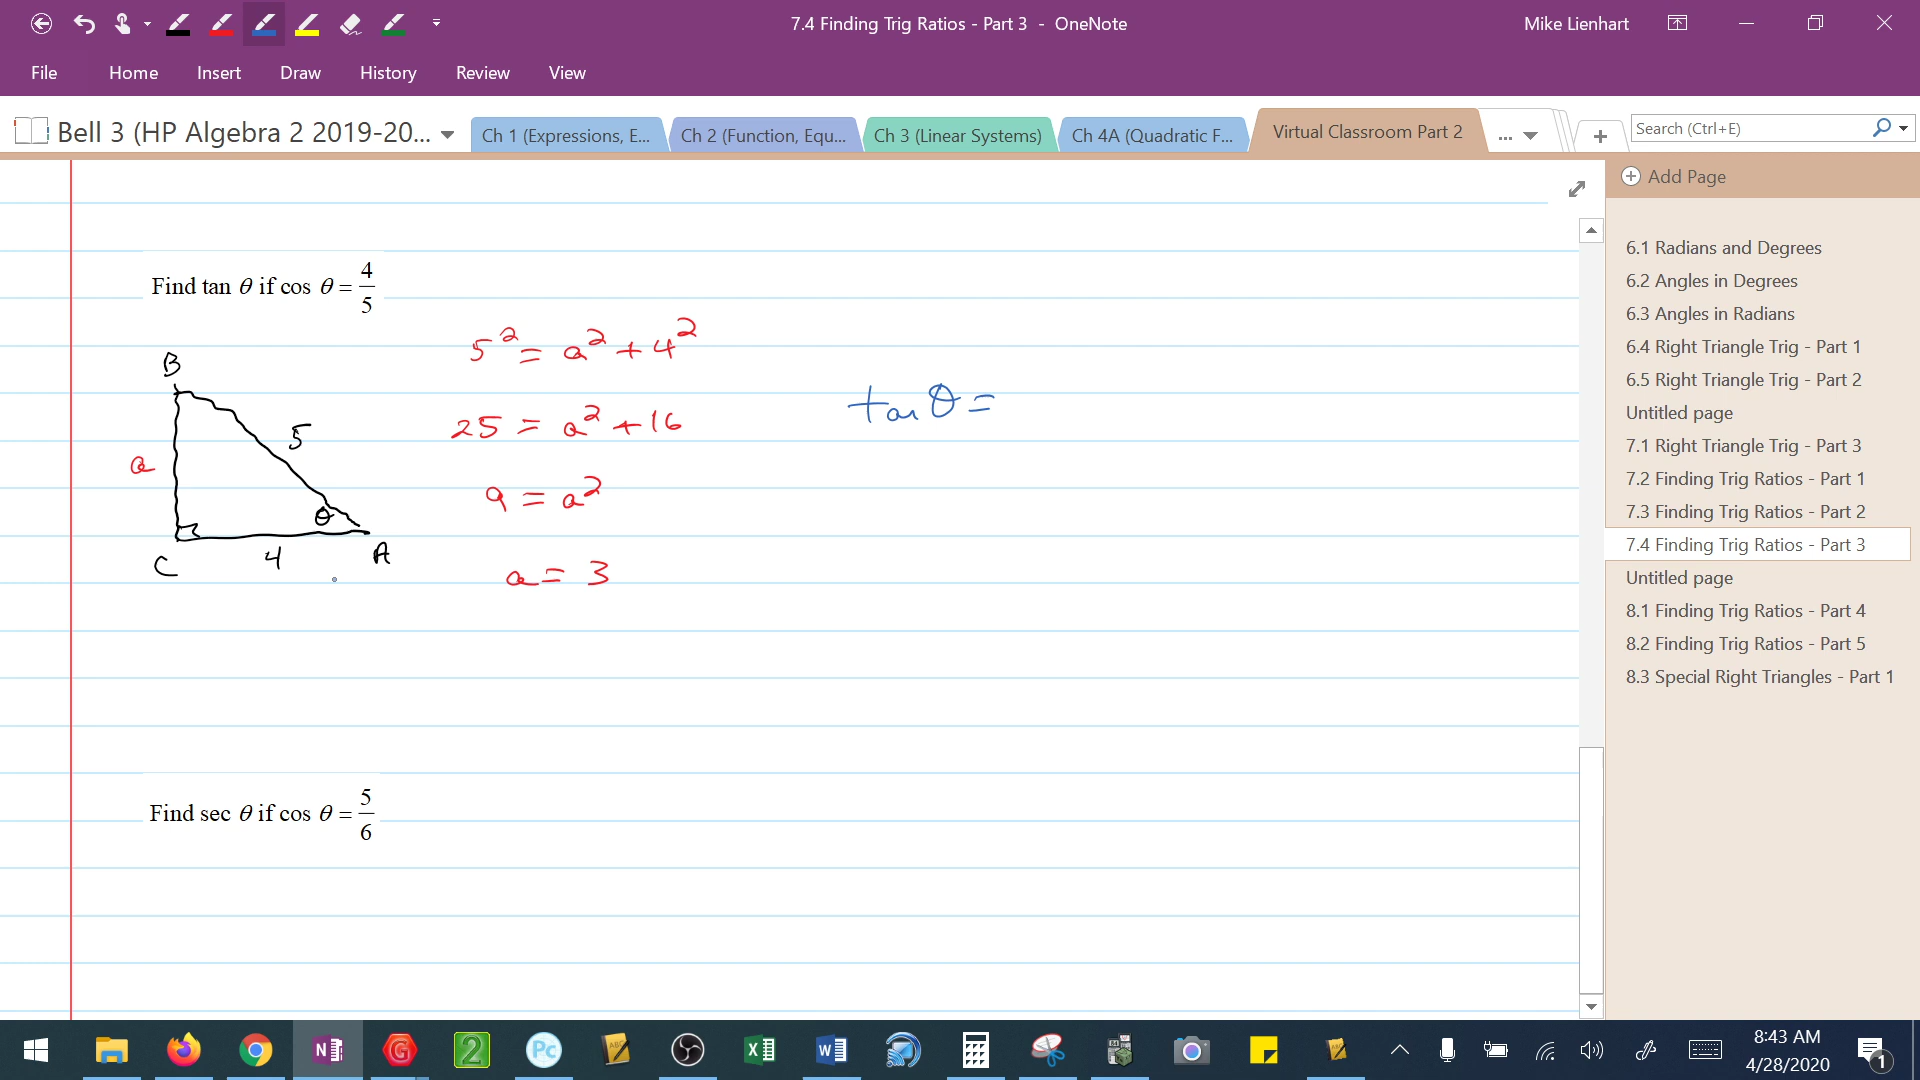 7.4 Finding Trig Ratios - Part 3 - OneNote
Mike Lienhart
File Home Insert Draw History Review View
Bell 3 (HP Algebra 2 2019-20...
Ch 1 (Expressions, E...
Ch 2 (Function, Equ...
Ch 3 (Linear Systems)
Ch 4A (Quadratic F...
Virtual Classroom Part 2
...
Search (Ctrl+E)
Add Page
6.1 Radians and Degrees
6.2 Angles in Degrees
6.3 Angles in Radians
6.4 Right Triangle Trig - Part 1
6.5 Right Triangle Trig - Part 2
Untitled page
7.1 Right Triangle Trig - Part 3
7.2 Finding Trig Ratios - Part 1
7.3 Finding Trig Ratios - Part 2
7.4 Finding Trig Ratios - Part 3
Untitled page
8.1 Finding Trig Ratios - Part 4
8.2 Finding Trig Ratios - Part 5
8.3 Special Right Triangles - Part 1
Find tan θ if cos θ = 4/5
B
5
a
θ
C
4
A
5² = a² + 4²
25 = a² + 16
9 = a²
a = 3
tan θ =
Find sec θ if cos θ = 5/6
N
G
2
Pc
ABC
X
W
8:43 AM
4/28/2020
1